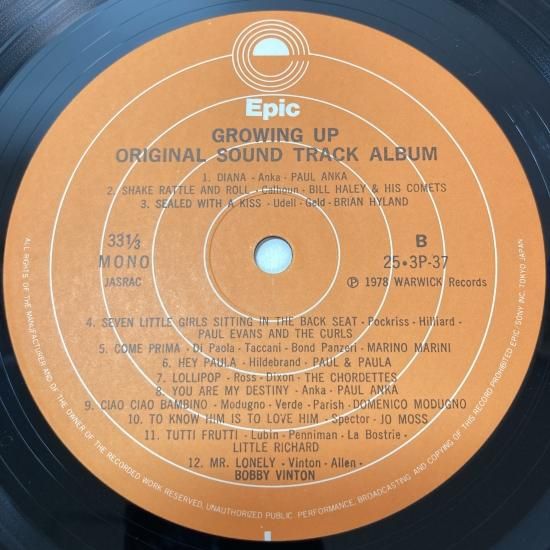 Epic
GROWING UP
ORIGINAL SOUND TRACK ALBUM
1. DIANA - Anka - PAUL ANKA
2. SHAKE RATTLE AND ROLL - Calhoun - BILL HALEY & HIS COMETS
3. SEALED WITH A KISS - Udell - Geld - BRIAN HYLAND
33⅓
MONO
JASRAC
B
25•3P-37
Ⓟ 1978 WARWICK Records
4. SEVEN LITTLE GIRLS SITTING IN THE BACK SEAT - Pockriss - Hilliard -
PAUL EVANS AND THE CURLS
5. COME PRIMA - Di Paola - Taccani - Bond Panzeri - MARINO MARINI
6. HEY PAULA - Hildebrand - PAUL & PAULA
7. LOLLIPOP - Ross - Dixon - THE CHORDETTES
8. YOU ARE MY DESTINY - Anka - PAUL ANKA
9. CIAO CIAO BAMBINO - Modugno - Verde - Parish - DOMENICO MODUGNO
10. TO KNOW HIM IS TO LOVE HIM - Spector - JO MOSS
11. TUTTI FRUTTI - Lubin - Penniman - La Bostrie -
LITTLE RICHARD
12. MR. LONELY - Vinton - Allen -
BOBBY VINTON
ALL RIGHTS OF THE MANUFACTURER AND OF THE OWNER OF THE RECORDED WORK RESERVED, UNAUTHORIZED PUBLIC PERFORMANCE, BROADCASTING AND COPYING OF THIS RECORD PROHIBITED EPIC/SONY INC. TOKYO JAPAN